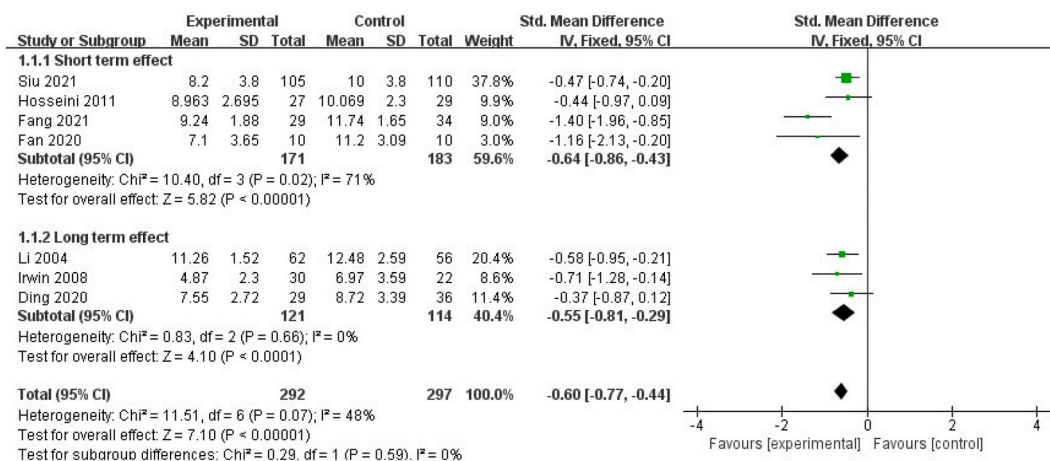 Experimental Control Std. Mean Difference Std. Mean Difference
Study or Subgroup Mean SD Total Mean SD Total Weight IV, Fixed, 95% CI IV, Fixed, 95% CI
1.1.1 Short term effect
Siu 2021 8.2 3.8 105 10 3.8 110 37.8% -0.47 [-0.74, -0.20]
Hosseini 2011 8.963 2.695 27 10.069 2.3 29 9.9% -0.44 [-0.97, 0.09]
Fang 2021 9.24 1.88 29 11.74 1.65 34 9.0% -1.40 [-1.96, -0.85]
Fan 2020 7.1 3.65 10 11.2 3.09 10 3.0% -1.16 [-2.13, -0.20]
Subtotal (95% CI) 171 183 59.6% -0.64 [-0.86, -0.43]
Heterogeneity: Chi² = 10.40, df = 3 (P = 0.02); I² = 71%
Test for overall effect: Z = 5.82 (P < 0.00001)
1.1.2 Long term effect
Li 2004 11.26 1.52 62 12.48 2.59 56 20.4% -0.58 [-0.95, -0.21]
Irwin 2008 4.87 2.3 30 6.97 3.59 22 8.6% -0.71 [-1.28, -0.14]
Ding 2020 7.55 2.72 29 8.72 3.39 36 11.4% -0.37 [-0.87, 0.12]
Subtotal (95% CI) 121 114 40.4% -0.55 [-0.81, -0.29]
Heterogeneity: Chi² = 0.83, df = 2 (P = 0.66); I² = 0%
Test for overall effect: Z = 4.10 (P < 0.0001)
Total (95% CI) 292 297 100.0% -0.60 [-0.77, -0.44]
Heterogeneity: Chi² = 11.51, df = 6 (P = 0.07); I² = 48%
Test for overall effect: Z = 7.10 (P < 0.00001)
Test for subgroup differences: Chi² = 0.29, df = 1 (P = 0.59), I² = 0%
-4 -2 0 2 4
Favours [experimental] Favours [control]